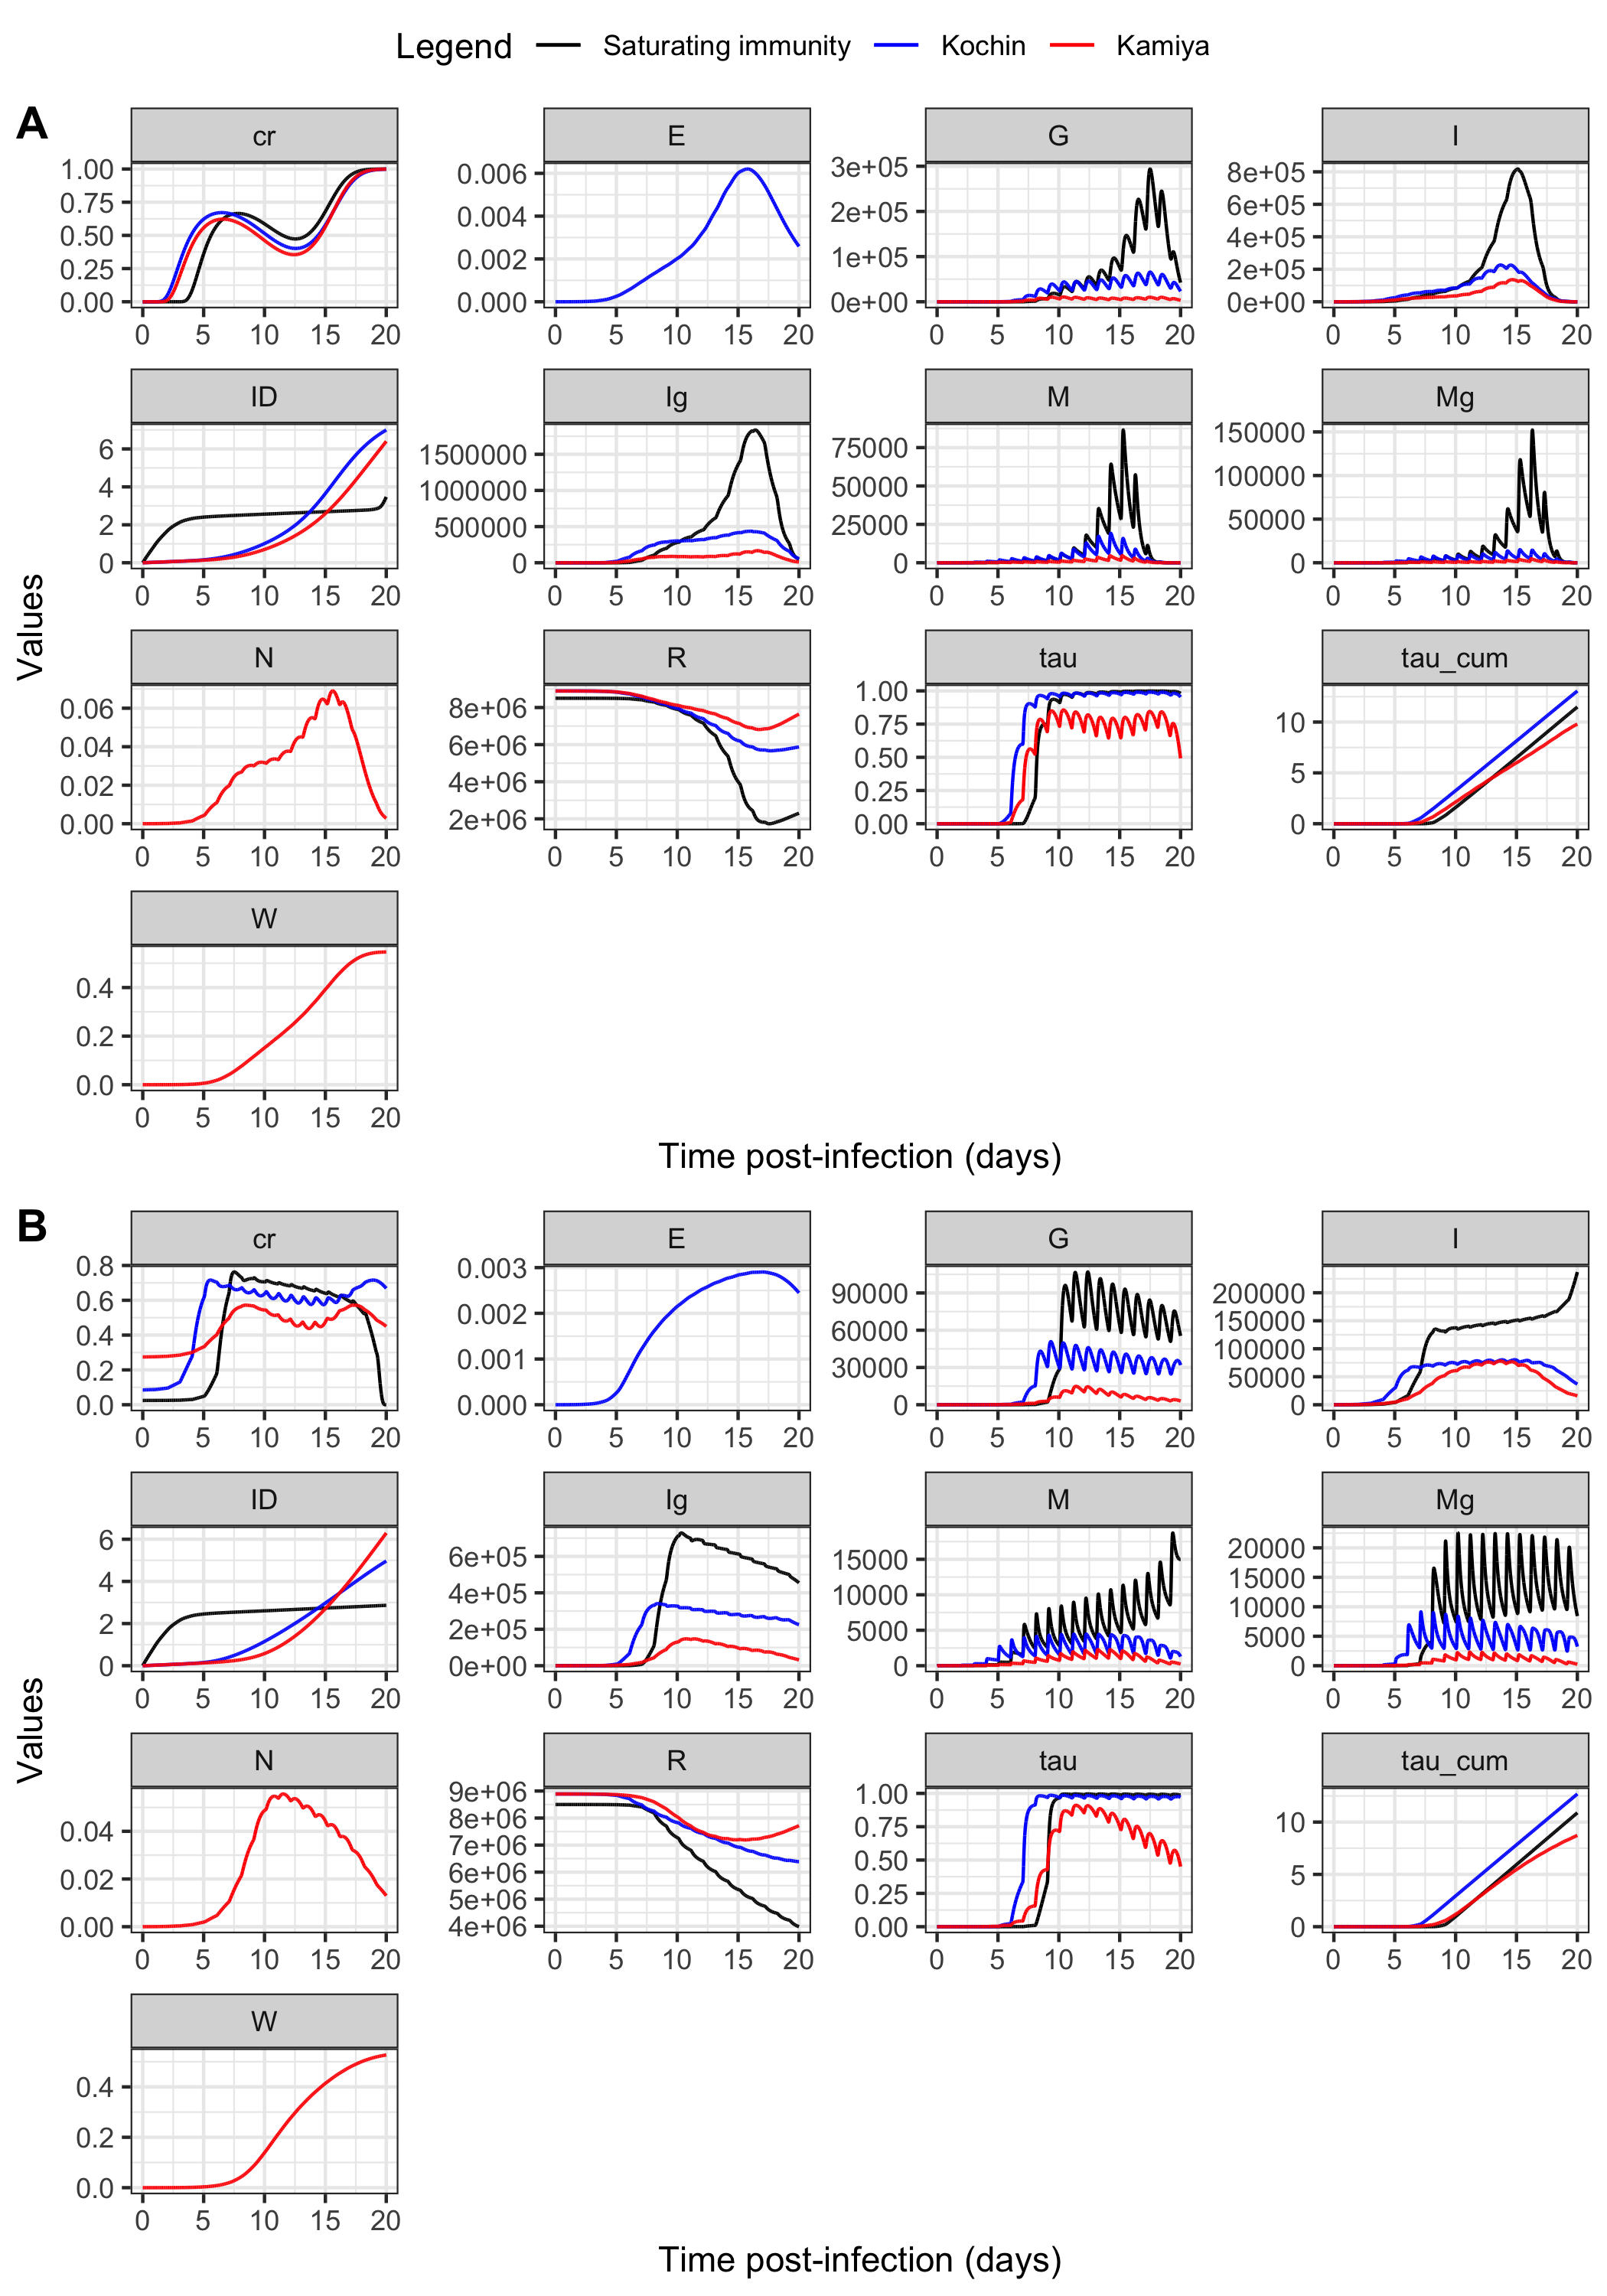 Legend Saturating immunity Kochin Kamiya
A
cr E G I
1.00 0.75 0.50 0.25 0.00
0.006 0.004 0.002 0.000
3e+05 2e+05 1e+05 0e+00
8e+05 6e+05 4e+05 2e+05 0e+00
0 5 10 15 20 0 5 10 15 20 0 5 10 15 20 0 5 10 15 20
ID Ig M Mg
6 4 2 0
1500000 1000000 500000 0
75000 50000 25000 0
150000 100000 50000 0
0 5 10 15 20 0 5 10 15 20 0 5 10 15 20 0 5 10 15 20
Values
N R tau tau_cum
0.06 0.04 0.02 0.00
8e+06 6e+06 4e+06 2e+06
1.00 0.75 0.50 0.25 0.00
10 5 0
0 5 10 15 20 0 5 10 15 20 0 5 10 15 20 0 5 10 15 20
W
0.4 0.2 0.0
0 5 10 15 20
Time post-infection (days)
B
cr E G I
0.8 0.6 0.4 0.2 0.0
0.003 0.002 0.001 0.000
90000 60000 30000 0
200000 150000 100000 50000 0
0 5 10 15 20 0 5 10 15 20 0 5 10 15 20 0 5 10 15 20
ID Ig M Mg
6 4 2 0
6e+05 4e+05 2e+05 0e+00
15000 10000 5000 0
20000 15000 10000 5000 0
0 5 10 15 20 0 5 10 15 20 0 5 10 15 20 0 5 10 15 20
Values
N R tau tau_cum
0.04 0.02 0.00
9e+06 8e+06 7e+06 6e+06 5e+06 4e+06
1.00 0.75 0.50 0.25 0.00
10 5 0
0 5 10 15 20 0 5 10 15 20 0 5 10 15 20 0 5 10 15 20
W
0.4 0.2 0.0
0 5 10 15 20
Time post-infection (days)